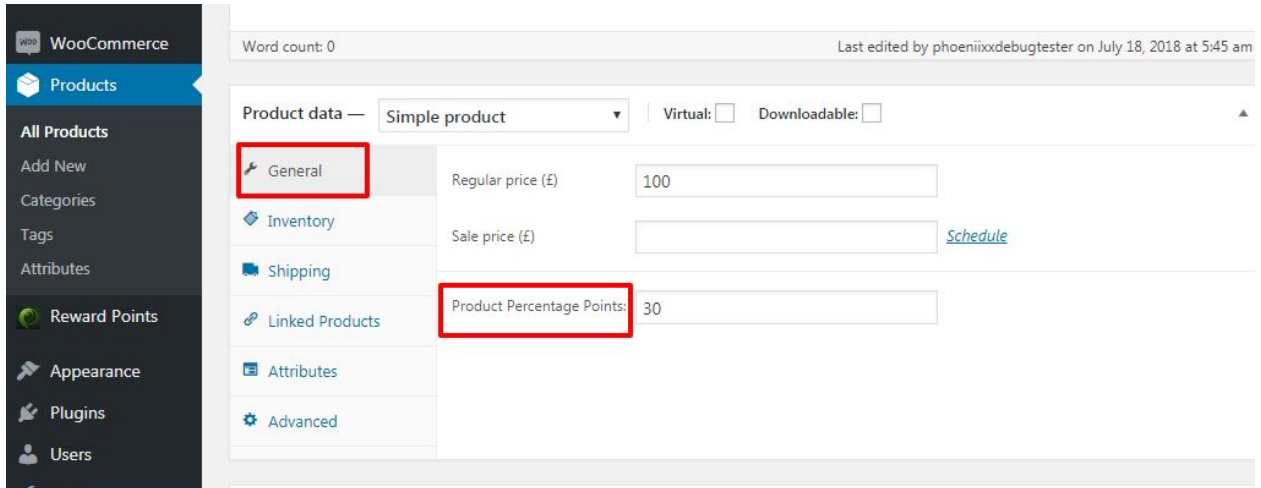 WooCommerce
Products
All Products
Add New
Categories
Tags
Attributes
Reward Points
Appearance
Plugins
Users
Word count: 0
Last edited by phoeniixxdebugtester on July 18, 2018 at 5:45 am
Product data — Simple product Virtual: Downloadable:
General
Inventory
Shipping
Linked Products
Attributes
Advanced
Regular price (£) 100
Sale price (£) Schedule
Product Percentage Points: 30